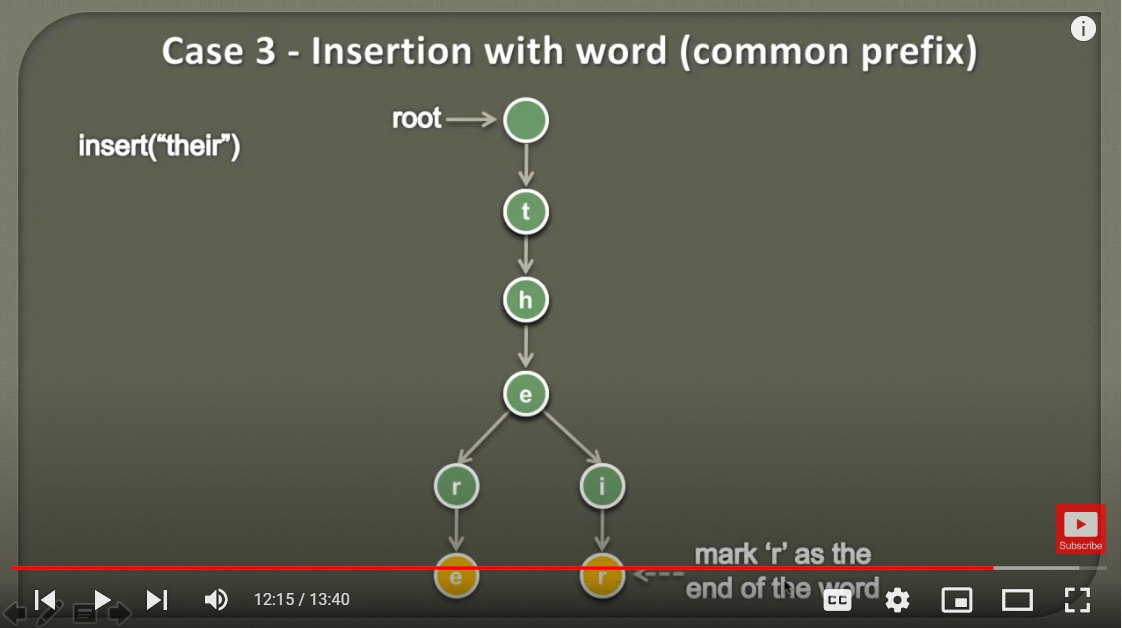 Case 3 - Insertion with word (common prefix)
i
root
insert(“their”)
t
h
e
r
i
Subscribe
mark ‘r’ as the
e
r
end of the word
12:15 / 13:40
CC